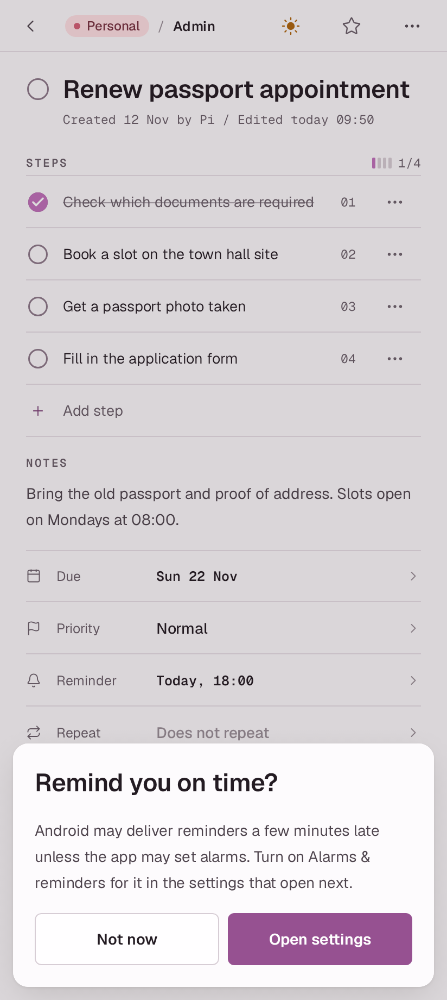 Personal / Admin
Renew passport appointment
Created 12 Nov by Pi / Edited today 09:50
STEPS 1/4
Check which documents are required 01
Book a slot on the town hall site 02
Get a passport photo taken 03
Fill in the application form 04
+ Add step
NOTES
Bring the old passport and proof of address. Slots open
on Mondays at 08:00.
Due Sun 22 Nov
Priority Normal
Reminder Today, 18:00
Repeat Does not repeat
Remind you on time?
Android may deliver reminders a few minutes late
unless the app may set alarms. Turn on Alarms &
reminders for it in the settings that open next.
Not now Open settings